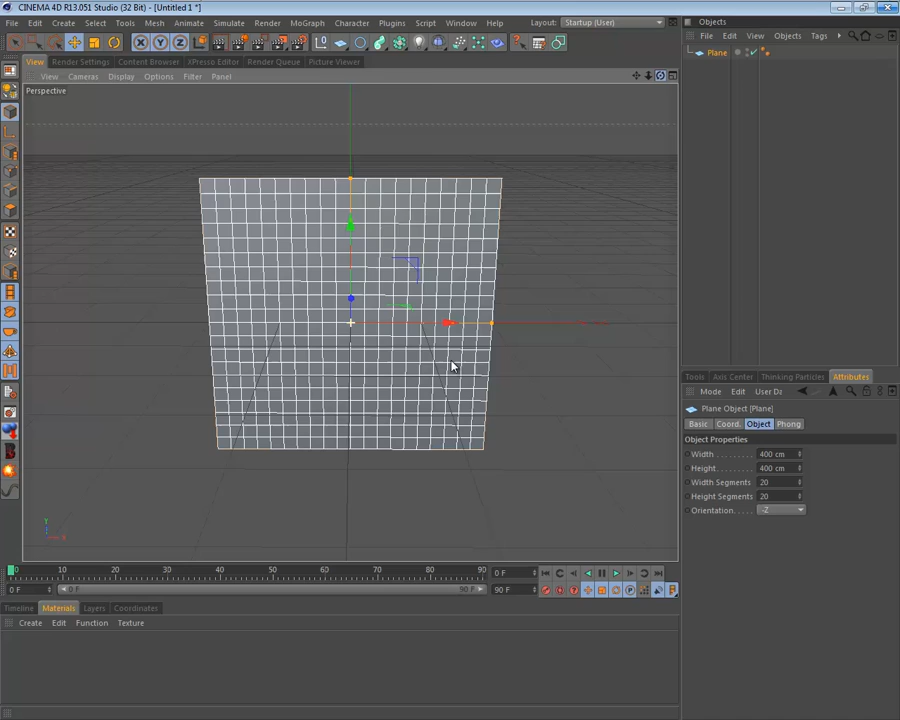 CINEMA 4D R13.051 Studio (32 Bit) - [Untitled 1 *]
File Edit Create Select Tools Mesh Animate Simulate Render MoGraph Character Plugins Script Window Help Layout: Startup (User)
View Render Settings Content Browser XPresso Editor Render Queue Picture Viewer
View Cameras Display Options Filter Panel
Perspective
Y
X
0 10 20 30 40 50 60 70 80 90 0 F
0 F 0 F 90 F 90 F
Timeline Materials Layers Coordinates
Create Edit Function Texture
Objects
File Edit View Objects Tags
Plane
Tools Axis Center Thinking Particles Attributes
Mode Edit User Da
Plane Object [Plane]
Basic Coord. Object Phong
Object Properties
Width . . . . . . . . 400 cm
Height . . . . . . . 400 cm
Width Segments 20
Height Segments 20
Orientation. . . . . -Z